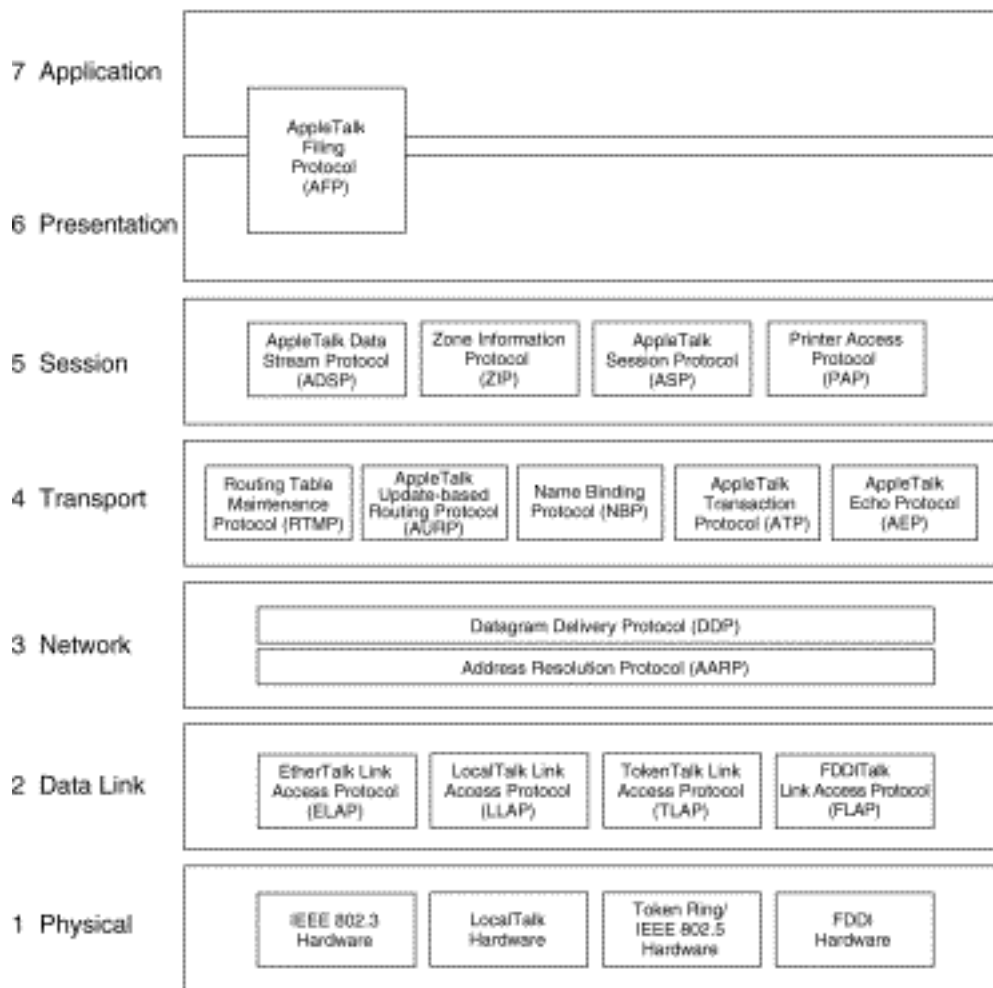 7 Application
AppleTalk
Filing
Protocol
(AFP)
6 Presentation
5 Session
AppleTalk Data
Stream Protocol
(ADSP)
Zone Information
Protocol
(ZIP)
AppleTalk
Session Protocol
(ASP)
Printer Access
Protocol
(PAP)
4 Transport
Routing Table
Maintenance
Protocol (RTMP)
AppleTalk
Update-based
Routing Protocol
(AURP)
Name Binding
Protocol (NBP)
AppleTalk
Transaction
Protocol (ATP)
AppleTalk
Echo Protocol
(AEP)
3 Network
Datagram Delivery Protocol (DDP)
Address Resolution Protocol (AARP)
2 Data Link
EtherTalk Link
Access Protocol
(ELAP)
LocalTalk Link
Access Protocol
(LLAP)
TokenTalk Link
Access Protocol
(TLAP)
FDDITalk
Link Access Protocol
(FLAP)
1 Physical
IEEE 802.3
Hardware
LocalTalk
Hardware
Token Ring/
IEEE 802.5
Hardware
FDDI
Hardware